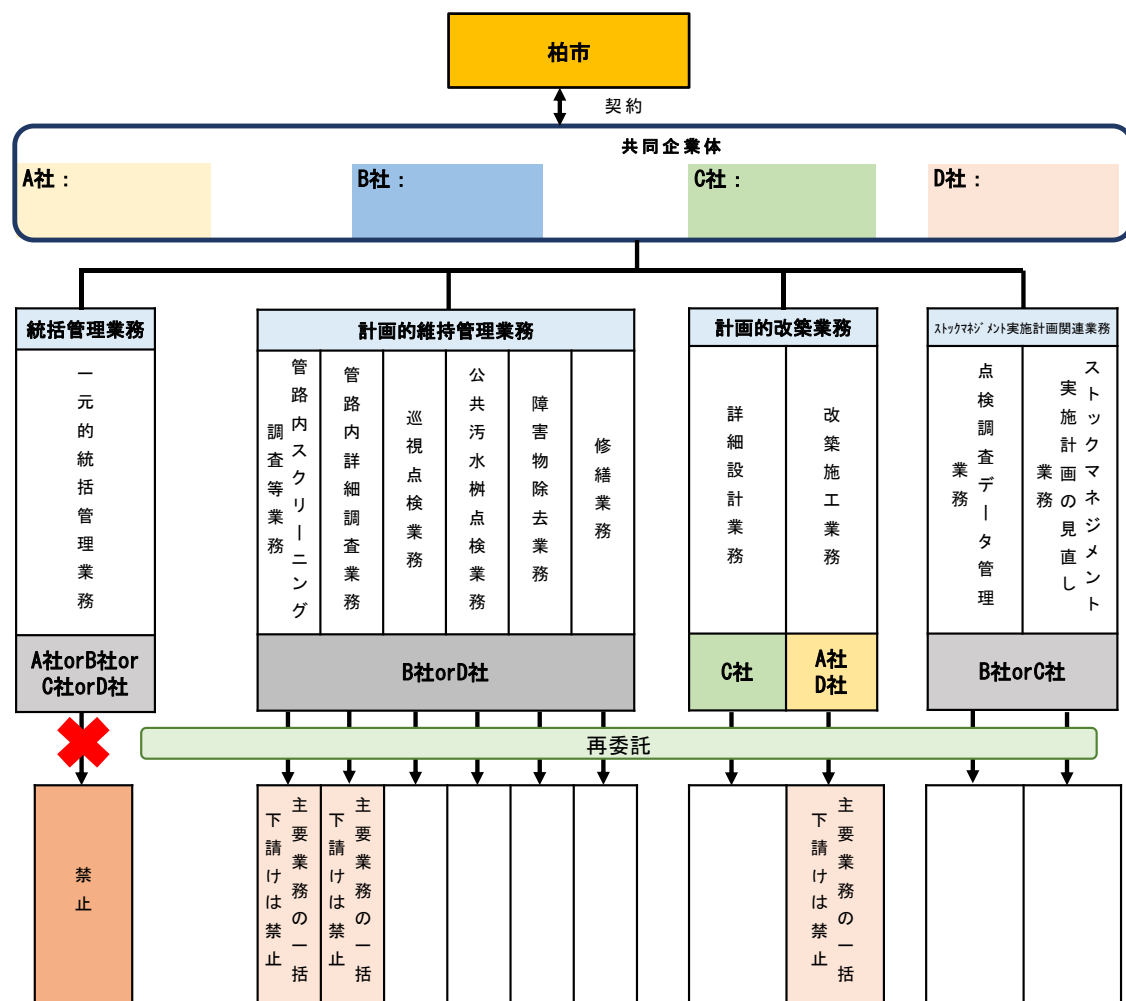 柏市
契約
共同企業体
A社：
B社：
C社：
D社：
統括管理業務
計画的維持管理業務
計画的改築業務
ｽﾄｯｸﾏﾈｼﾞﾒﾝﾄ実施計画関連業務
一元的統括管理業務
管路内スクリーニング
調査等業務
管路内詳細調査業務
巡視点検業務
公共汚水桝点検業務
障害物除去業務
修繕業務
詳細設計業務
改築施工業務
点検調査データ管理
業務
ストックマネジメント
実施計画の見直し
業務
A社orB社or
C社orD社
B社orD社
C社
A社
D社
B社orC社
再委託
禁止
主要業務の一括
下請けは禁止
主要業務の一括
下請けは禁止
主要業務の一括
下請けは禁止